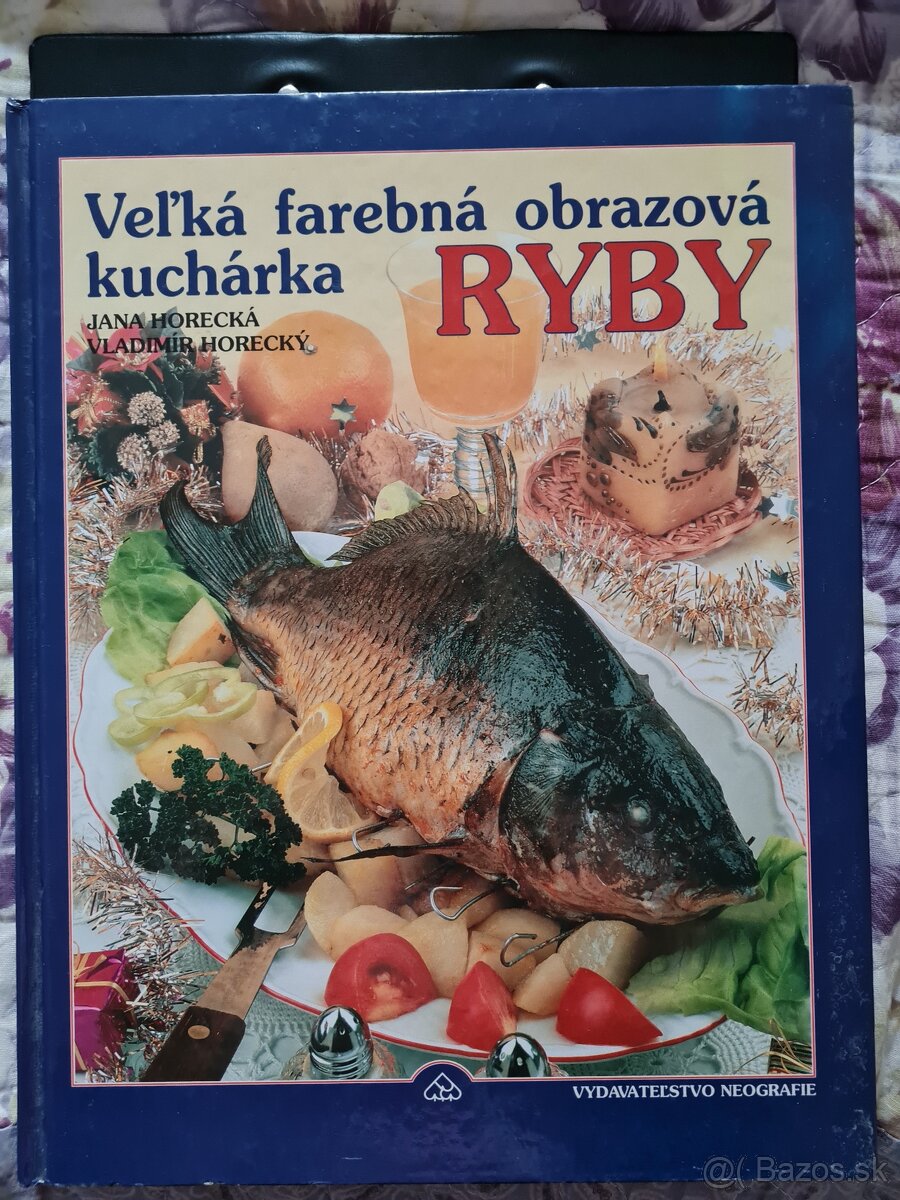 Veľká farebná obrazová
kuchárka RYBY
JANA HORECKÁ
VLADIMÍR HORECKÝ
VYDAVATEĽSTVO NEOGRAFIE
@( Bazos.sk